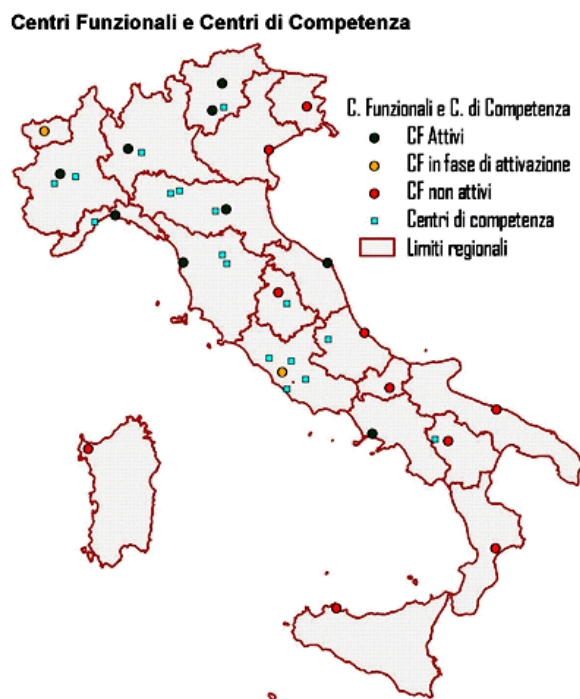 Centri Funzionali e Centri di Competenza
C. Funzionali e C. di Competenza
CF Attivi
CF in fase di attivazione
CF non attivi
Centri di competenza
Limiti regionali